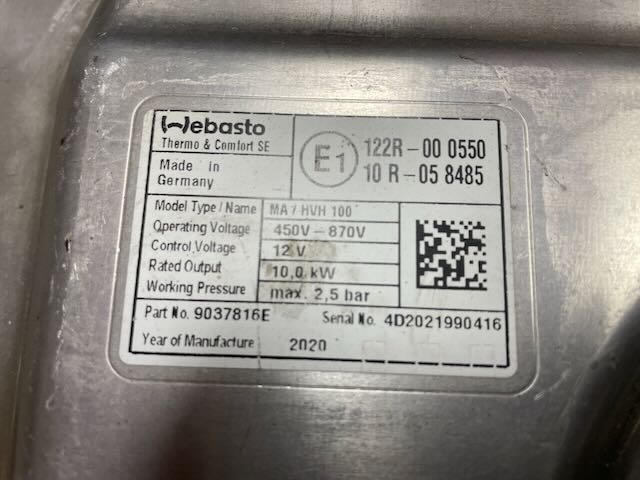 Webasto
Thermo & Comfort SE
Made in
Germany
E1
122R-00 0550
10 R-05 8485
Model Type / Name MA / HVH 100
Operating Voltage 450V-870V
Control Voltage 12 V
Rated Output 10,0 kW
Working Pressure max. 2,5 bar
Part No. 9037816E Serial No. 4D2021990416
Year of Manufacture 2020